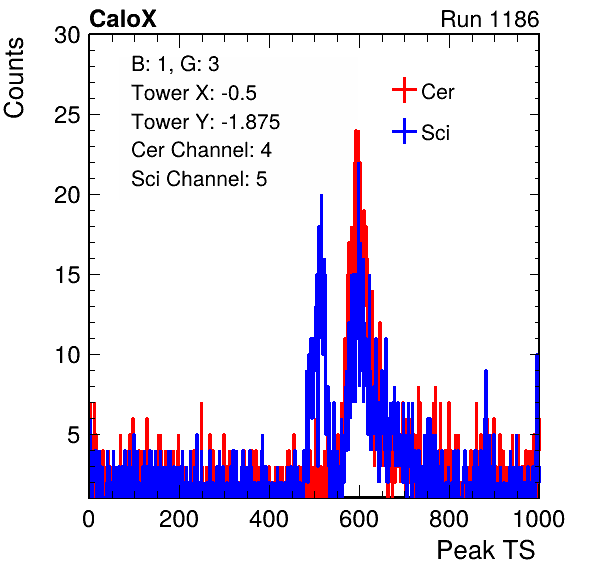 CaloX
Run 1186
Counts
30
25
20
15
10
5
B: 1, G: 3
Tower X: -0.5
Tower Y: -1.875
Cer Channel: 4
Sci Channel: 5
Cer
Sci
0 200 400 600 800 1000
Peak TS